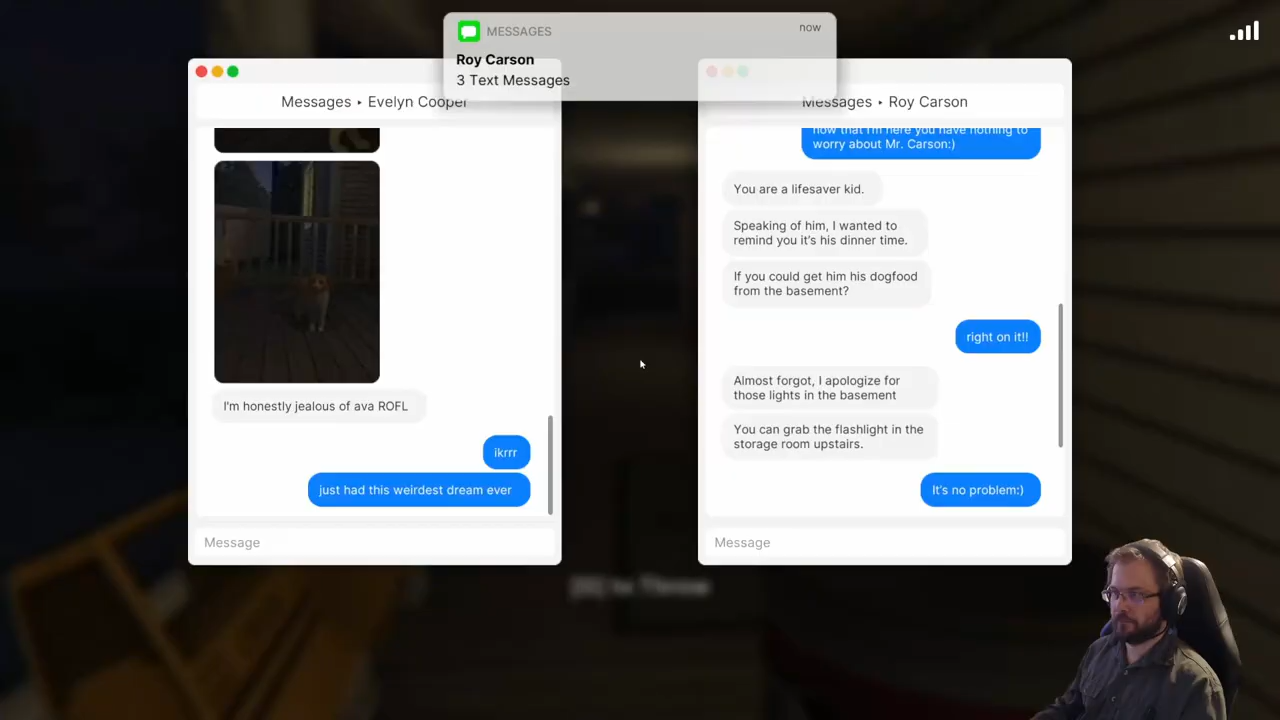 MESSAGES
now
Roy Carson
3 Text Messages
Messages ▸ Evelyn Cooper
I'm honestly jealous of ava ROFL
ikrrr
just had this weirdest dream ever
Message
Messages ▸ Roy Carson
now that I'm here you have nothing to
worry about Mr. Carson:)
You are a lifesaver kid.
Speaking of him, I wanted to
remind you it's his dinner time.
If you could get him his dogfood
from the basement?
right on it!!
Almost forgot, I apologize for
those lights in the basement
You can grab the flashlight in the
storage room upstairs.
It's no problem:)
Message